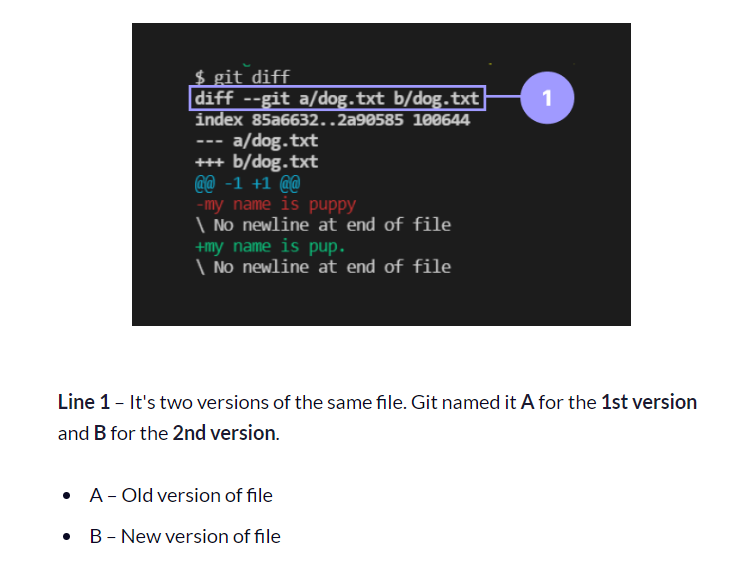 $ git diff
diff --git a/dog.txt b/dog.txt
1
index 85a6632..2a90585 100644
--- a/dog.txt
+++ b/dog.txt
@@ -1 +1 @@
-my name is puppy
\ No newline at end of file
+my name is pup.
\ No newline at end of file
Line 1 – It's two versions of the same file. Git named it A for the 1st version
and B for the 2nd version.
• A – Old version of file
• B – New version of file